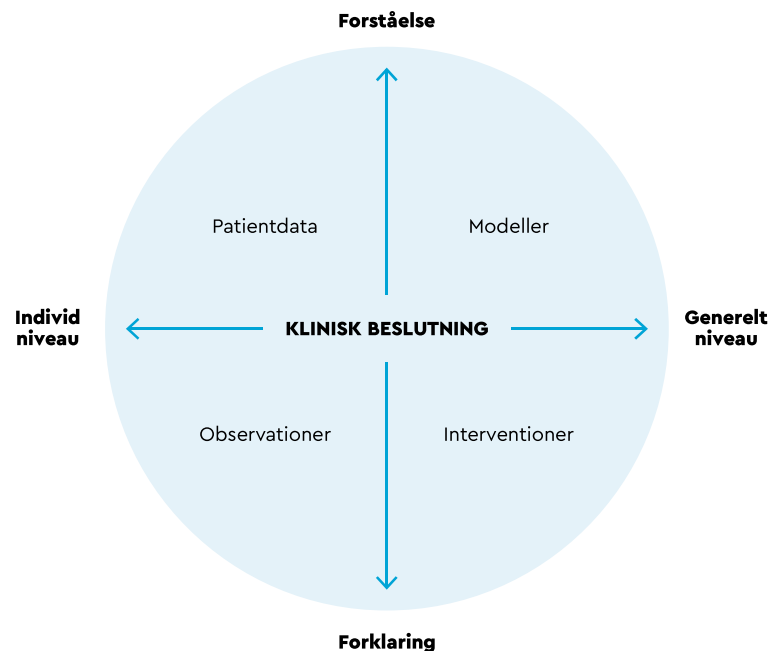 Forståelse
Patientdata
Modeller
Individ
niveau
KLINISK BESLUTNING
Generelt
niveau
Observationer
Interventioner
Forklaring